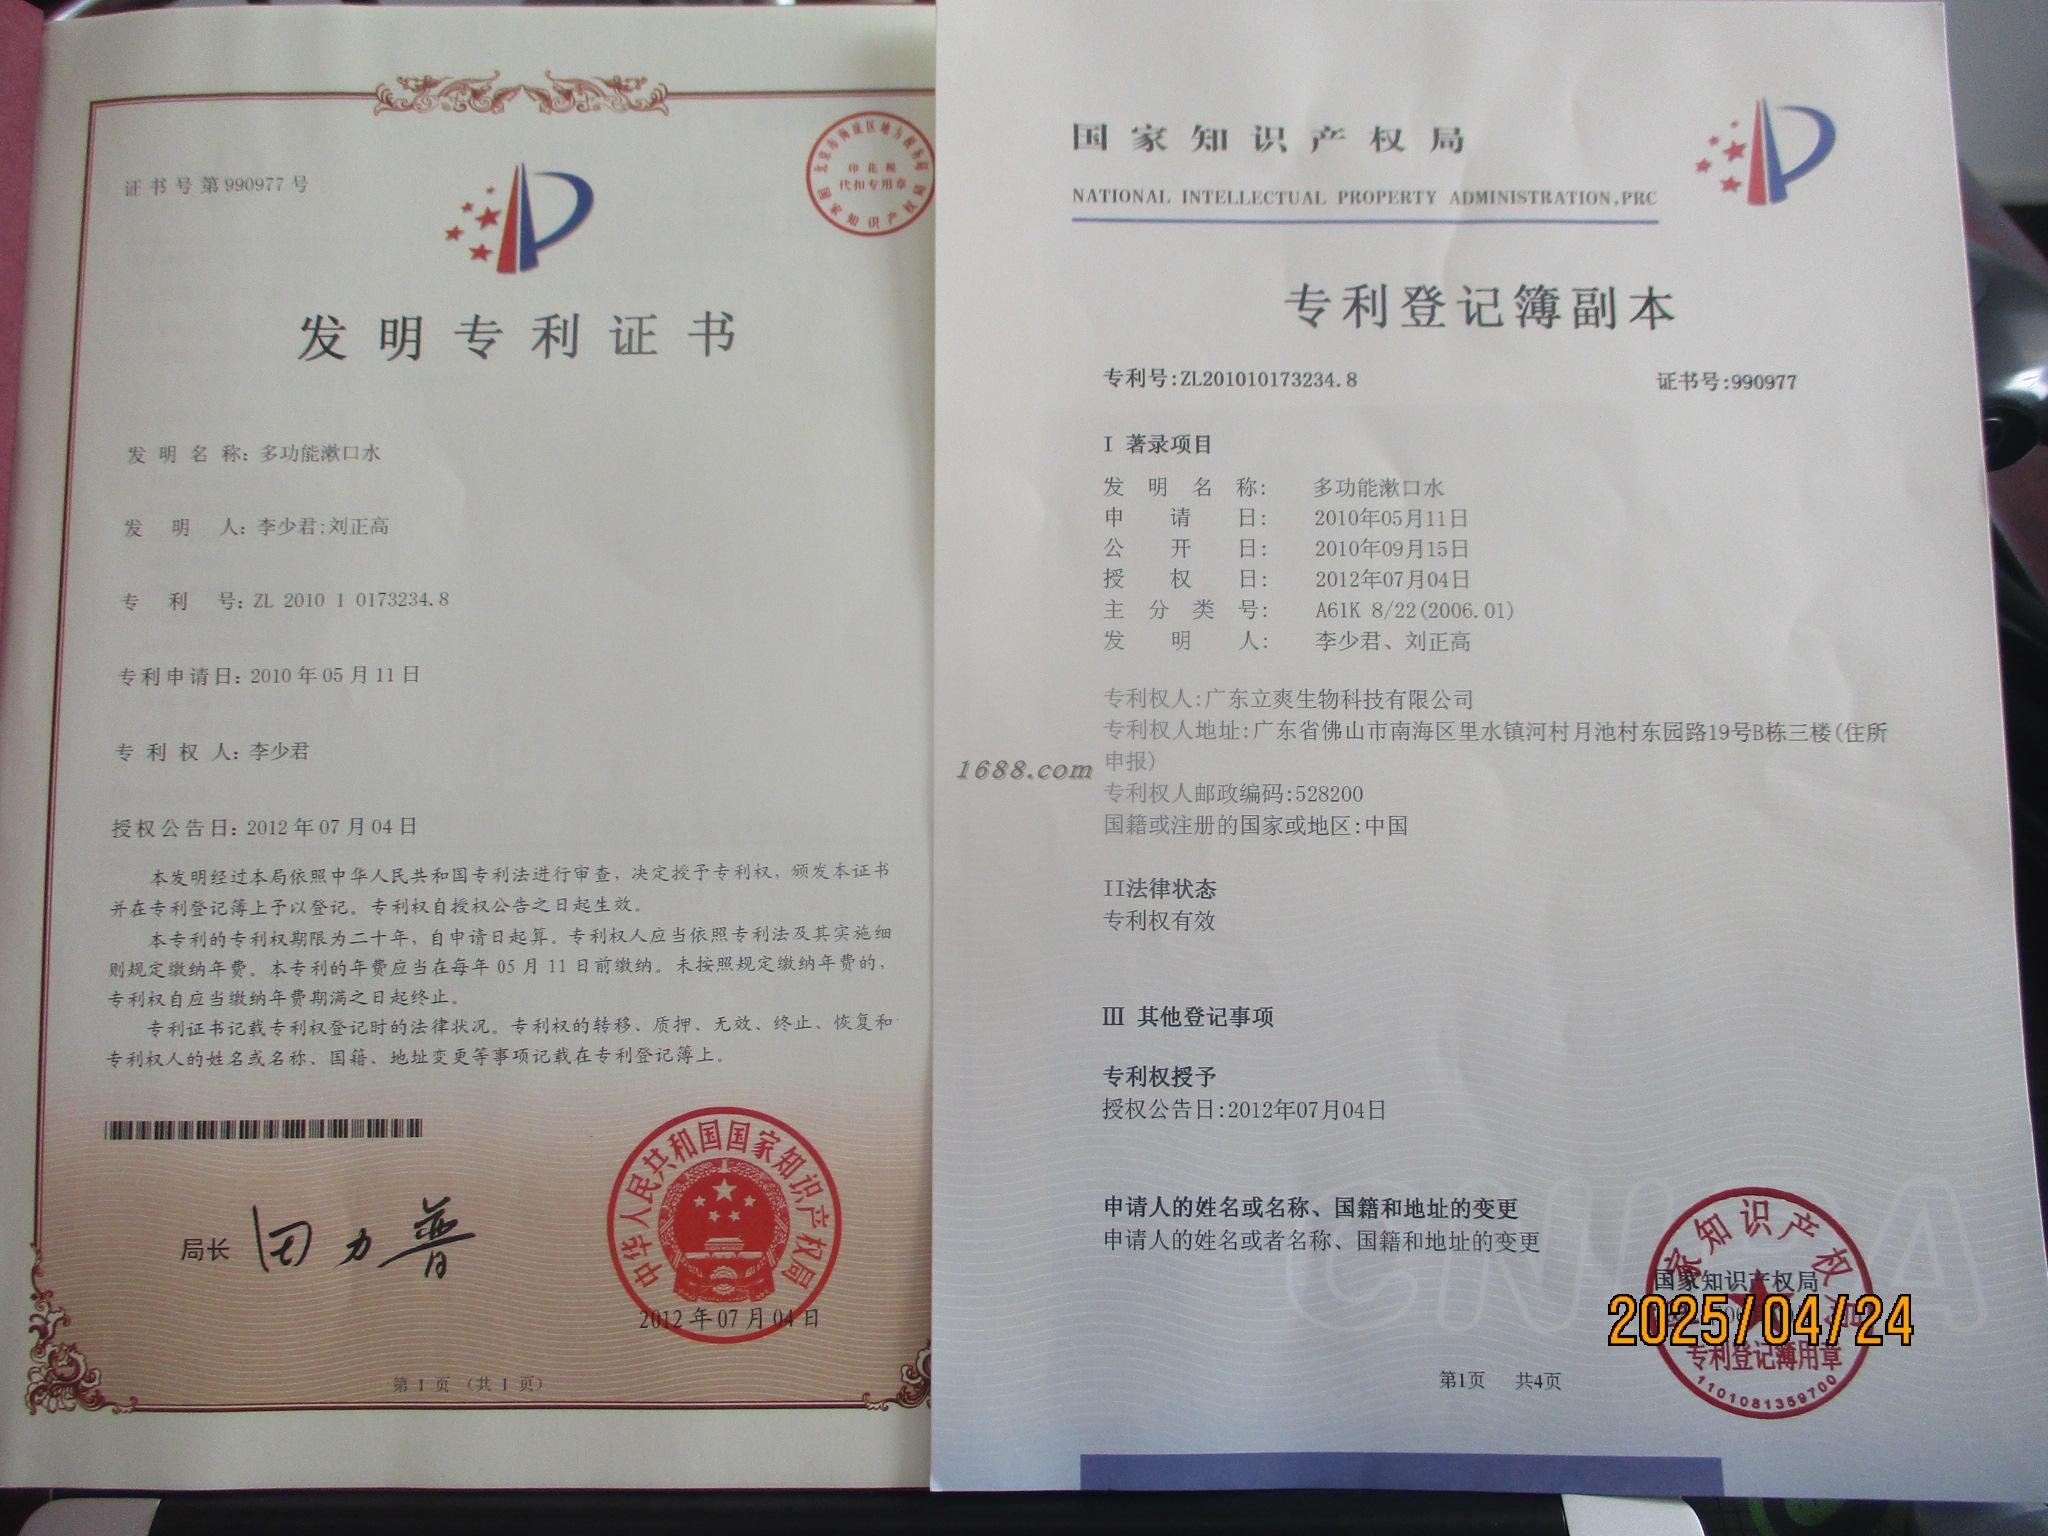 证书号第990977号
印花税
代扣专用章
国家知识产权局
发明专利证书
发明名称：多功能漱口水
发明人：李少君;刘正高
专利号：ZL 2010 1 0173234.8
专利申请日：2010年05月11日
专利权人：李少君
授权公告日：2012年07月04日
本发明经过本局依照中华人民共和国专利法进行审查，决定授予专利权，颁发本证书
并在专利登记簿上予以登记。专利权自授权公告之日起生效。
本专利的专利权期限为二十年，自申请日起算。专利权人应当依照专利法及其实施细
则规定缴纳年费。本专利的年费应当在每年05月11日前缴纳。未按照规定缴纳年费的，
专利权自应当缴纳年费期满之日起终止。
专利证书记载专利权登记时的法律状况。专利权的转移、质押、无效、终止、恢复和
专利权人的姓名或名称、国籍、地址变更等事项记载在专利登记簿上。
局长 田力普
中华人民共和国国家知识产权局
2012年07月04日
第1页（共1页）
国家知识产权局
NATIONAL INTELLECTUAL PROPERTY ADMINISTRATION,PRC
专利登记簿副本
专利号:ZL201010173234.8 证书号:990977
I 著录项目
发明名称: 多功能漱口水
申请日: 2010年05月11日
公开日: 2010年09月15日
授权日: 2012年07月04日
主分类号: A61K 8/22(2006.01)
发明人: 李少君、刘正高
专利权人:广东立爽生物科技有限公司
专利权人地址:广东省佛山市南海区里水镇河村月池村东园路19号B栋三楼(住所
申报)
1688.com
专利权人邮政编码:528200
国籍或注册的国家或地区:中国
II法律状态
专利权有效
III 其他登记事项
专利权授予
授权公告日:2012年07月04日
申请人的姓名或名称、国籍和地址的变更
申请人的姓名或者名称、国籍和地址的变更
CNIPA
国家知识产权局
国家知识产权局
2025/04/24
专利登记簿用章
1101081359700
第1页 共4页